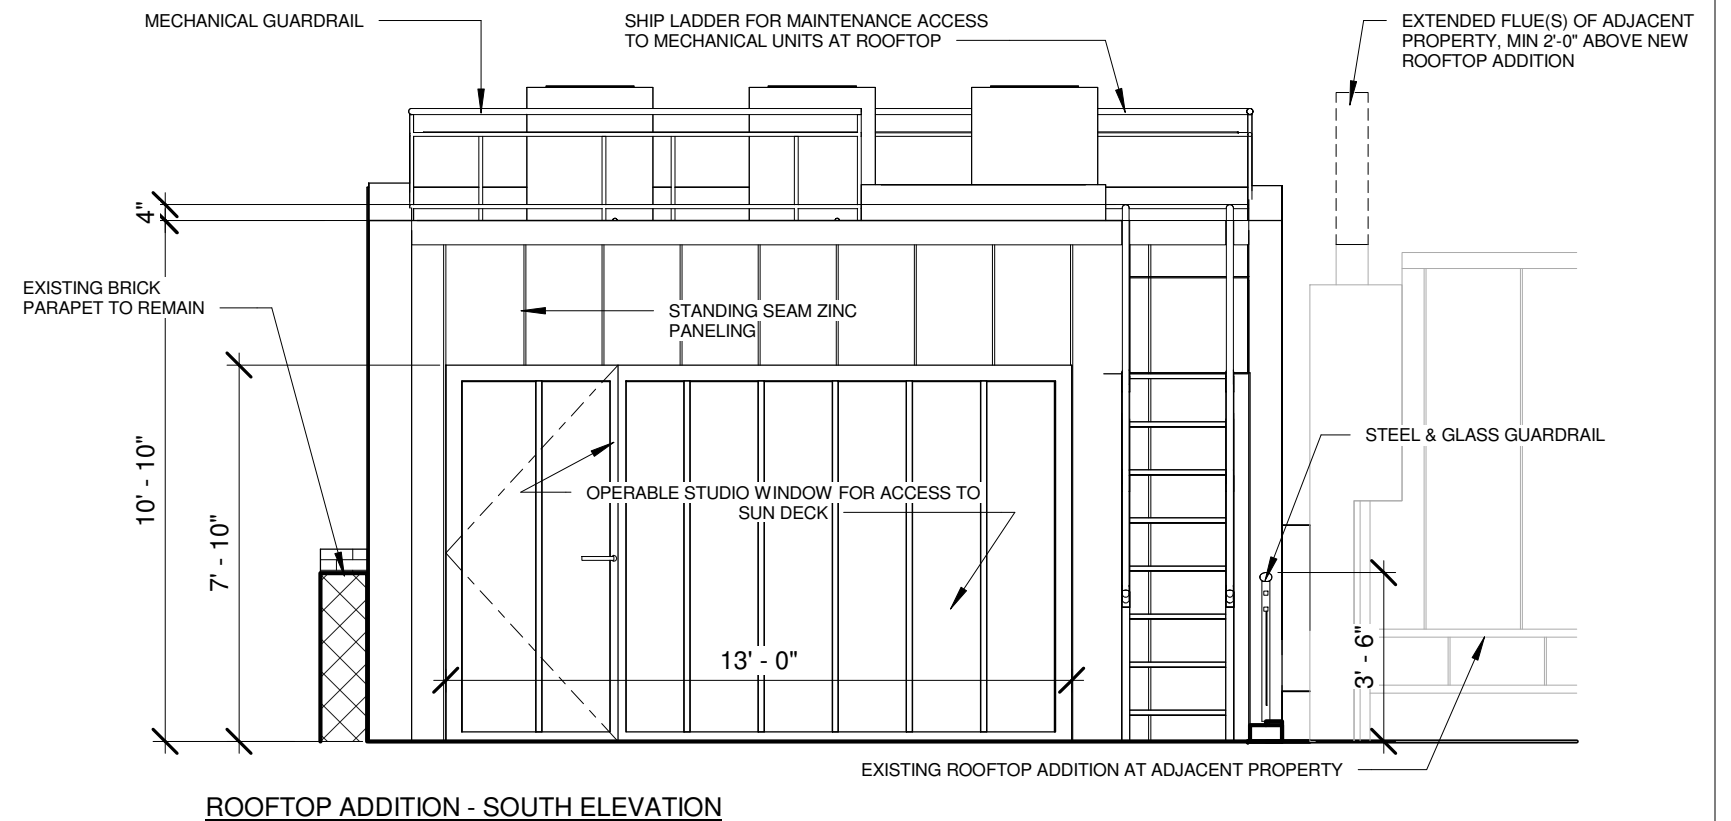 MECHANICAL GUARDRAIL
SHIP LADDER FOR MAINTENANCE ACCESS
TO MECHANICAL UNITS AT ROOFTOP
EXTENDED FLUE(S) OF ADJACENT
PROPERTY, MIN 2'-0" ABOVE NEW
ROOFTOP ADDITION
4"
EXISTING BRICK
PARAPET TO REMAIN
STANDING SEAM ZINC
PANELING
STEEL & GLASS GUARDRAIL
10' - 10"
7' - 10"
OPERABLE STUDIO WINDOW FOR ACCESS TO
SUN DECK
13' - 0"
3' - 6"
EXISTING ROOFTOP ADDITION AT ADJACENT PROPERTY
ROOFTOP ADDITION - SOUTH ELEVATION